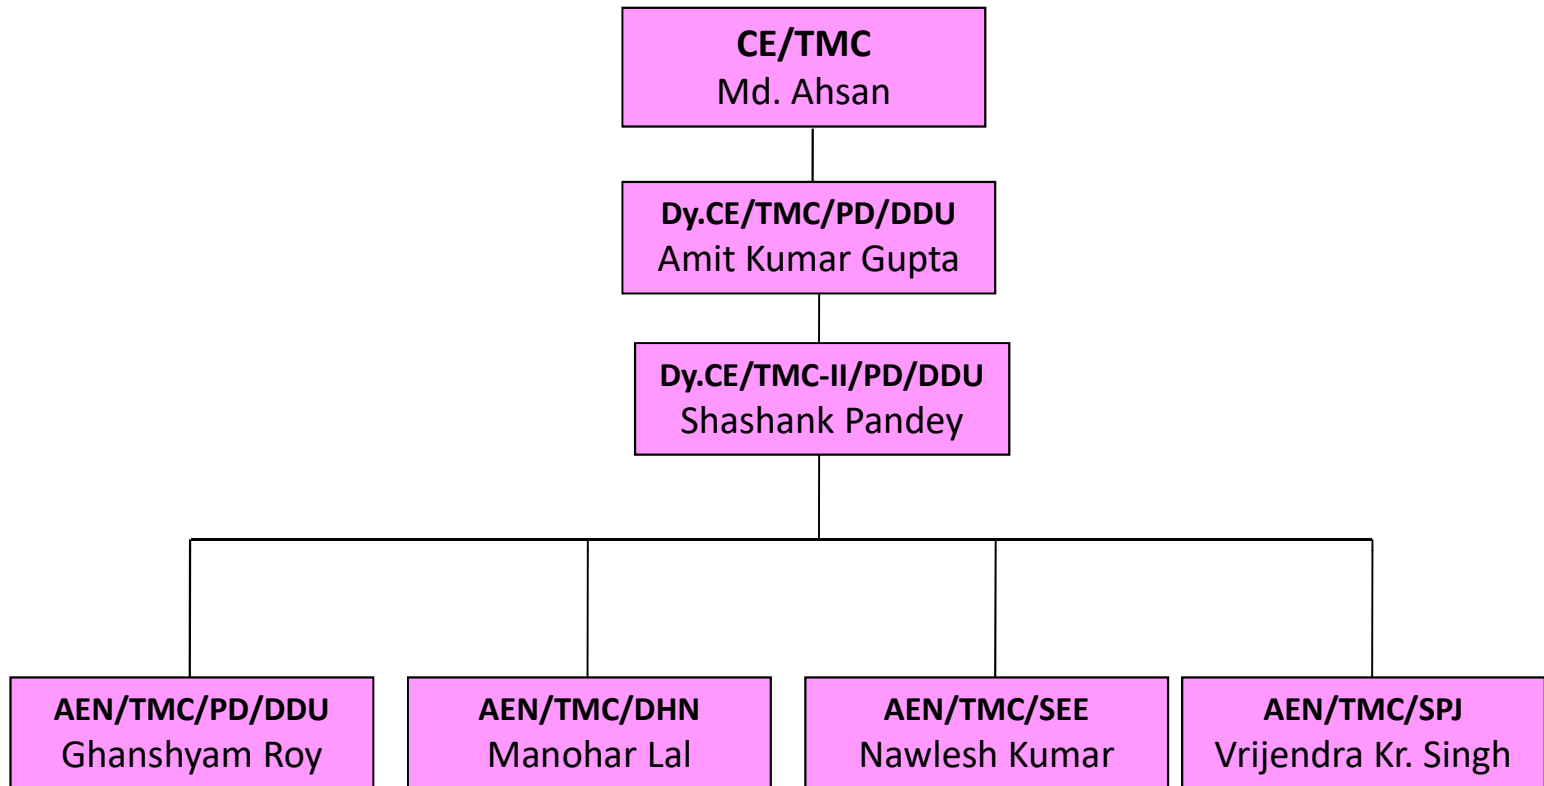 CE/TMC
Md. Ahsan
Dy.CE/TMC/PD/DDU
Amit Kumar Gupta
Dy.CE/TMC-II/PD/DDU
Shashank Pandey
AEN/TMC/PD/DDU
Ghanshyam Roy
AEN/TMC/DHN
Manohar Lal
AEN/TMC/SEE
Nawlesh Kumar
AEN/TMC/SPJ
Vrijendra Kr. Singh